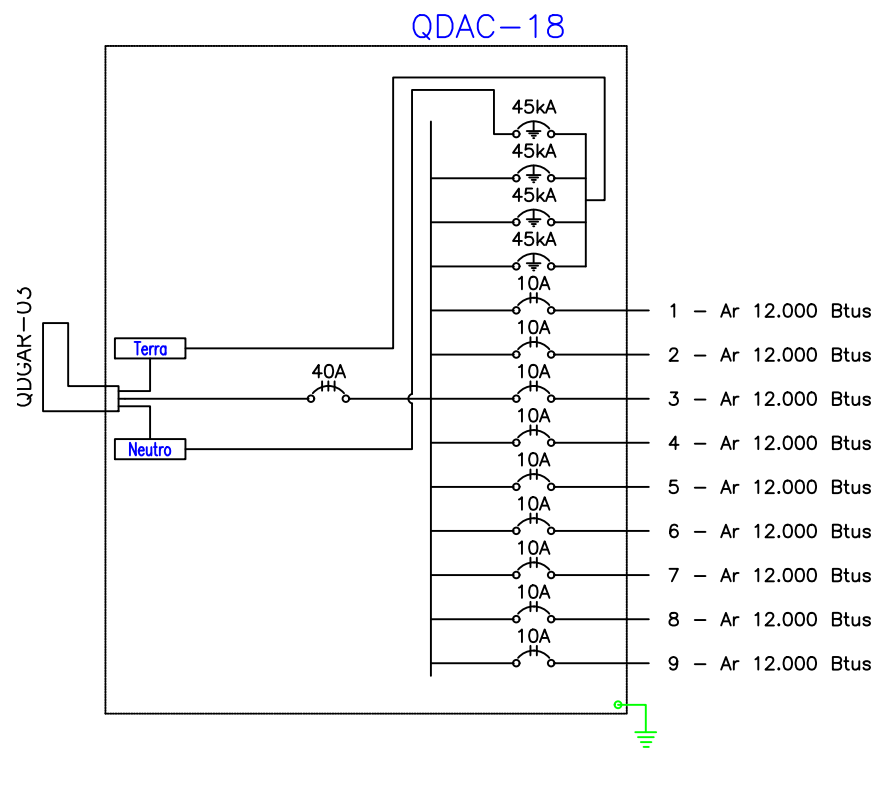 QDAC-18
45kA
45kA
45kA
45kA
10A
1 - Ar 12.000 Btus
10A
2 - Ar 12.000 Btus
10A
3 - Ar 12.000 Btus
10A
4 - Ar 12.000 Btus
10A
5 - Ar 12.000 Btus
10A
6 - Ar 12.000 Btus
10A
7 - Ar 12.000 Btus
10A
8 - Ar 12.000 Btus
10A
9 - Ar 12.000 Btus
QDGAR-03
Terra
40A
Neutro